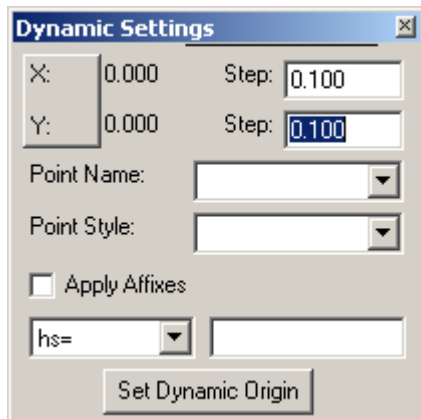 Dynamic Settings
X: 0.000 Step: 0.100
Y: 0.000 Step: 0.100
Point Name:
Point Style:
Apply Affixes
hs=
Set Dynamic Origin